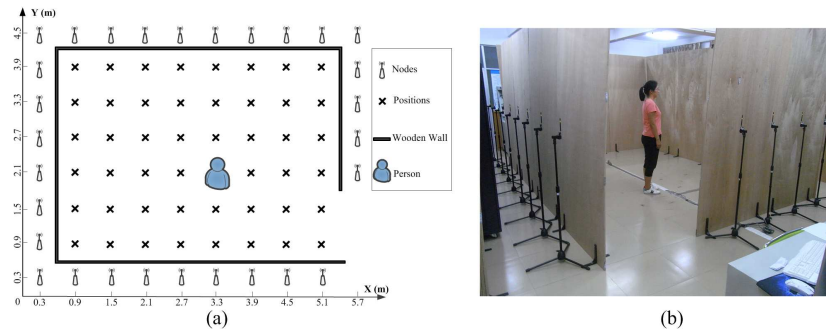 Y (m)
4.5
3.9
3.3
2.7
2.1
1.5
0.9
0.3
0
0.3
0.9
1.5
2.1
2.7
3.3
3.9
4.5
5.1
5.7
X (m)
Nodes
Positions
Wooden Wall
Person
(a)
(b)